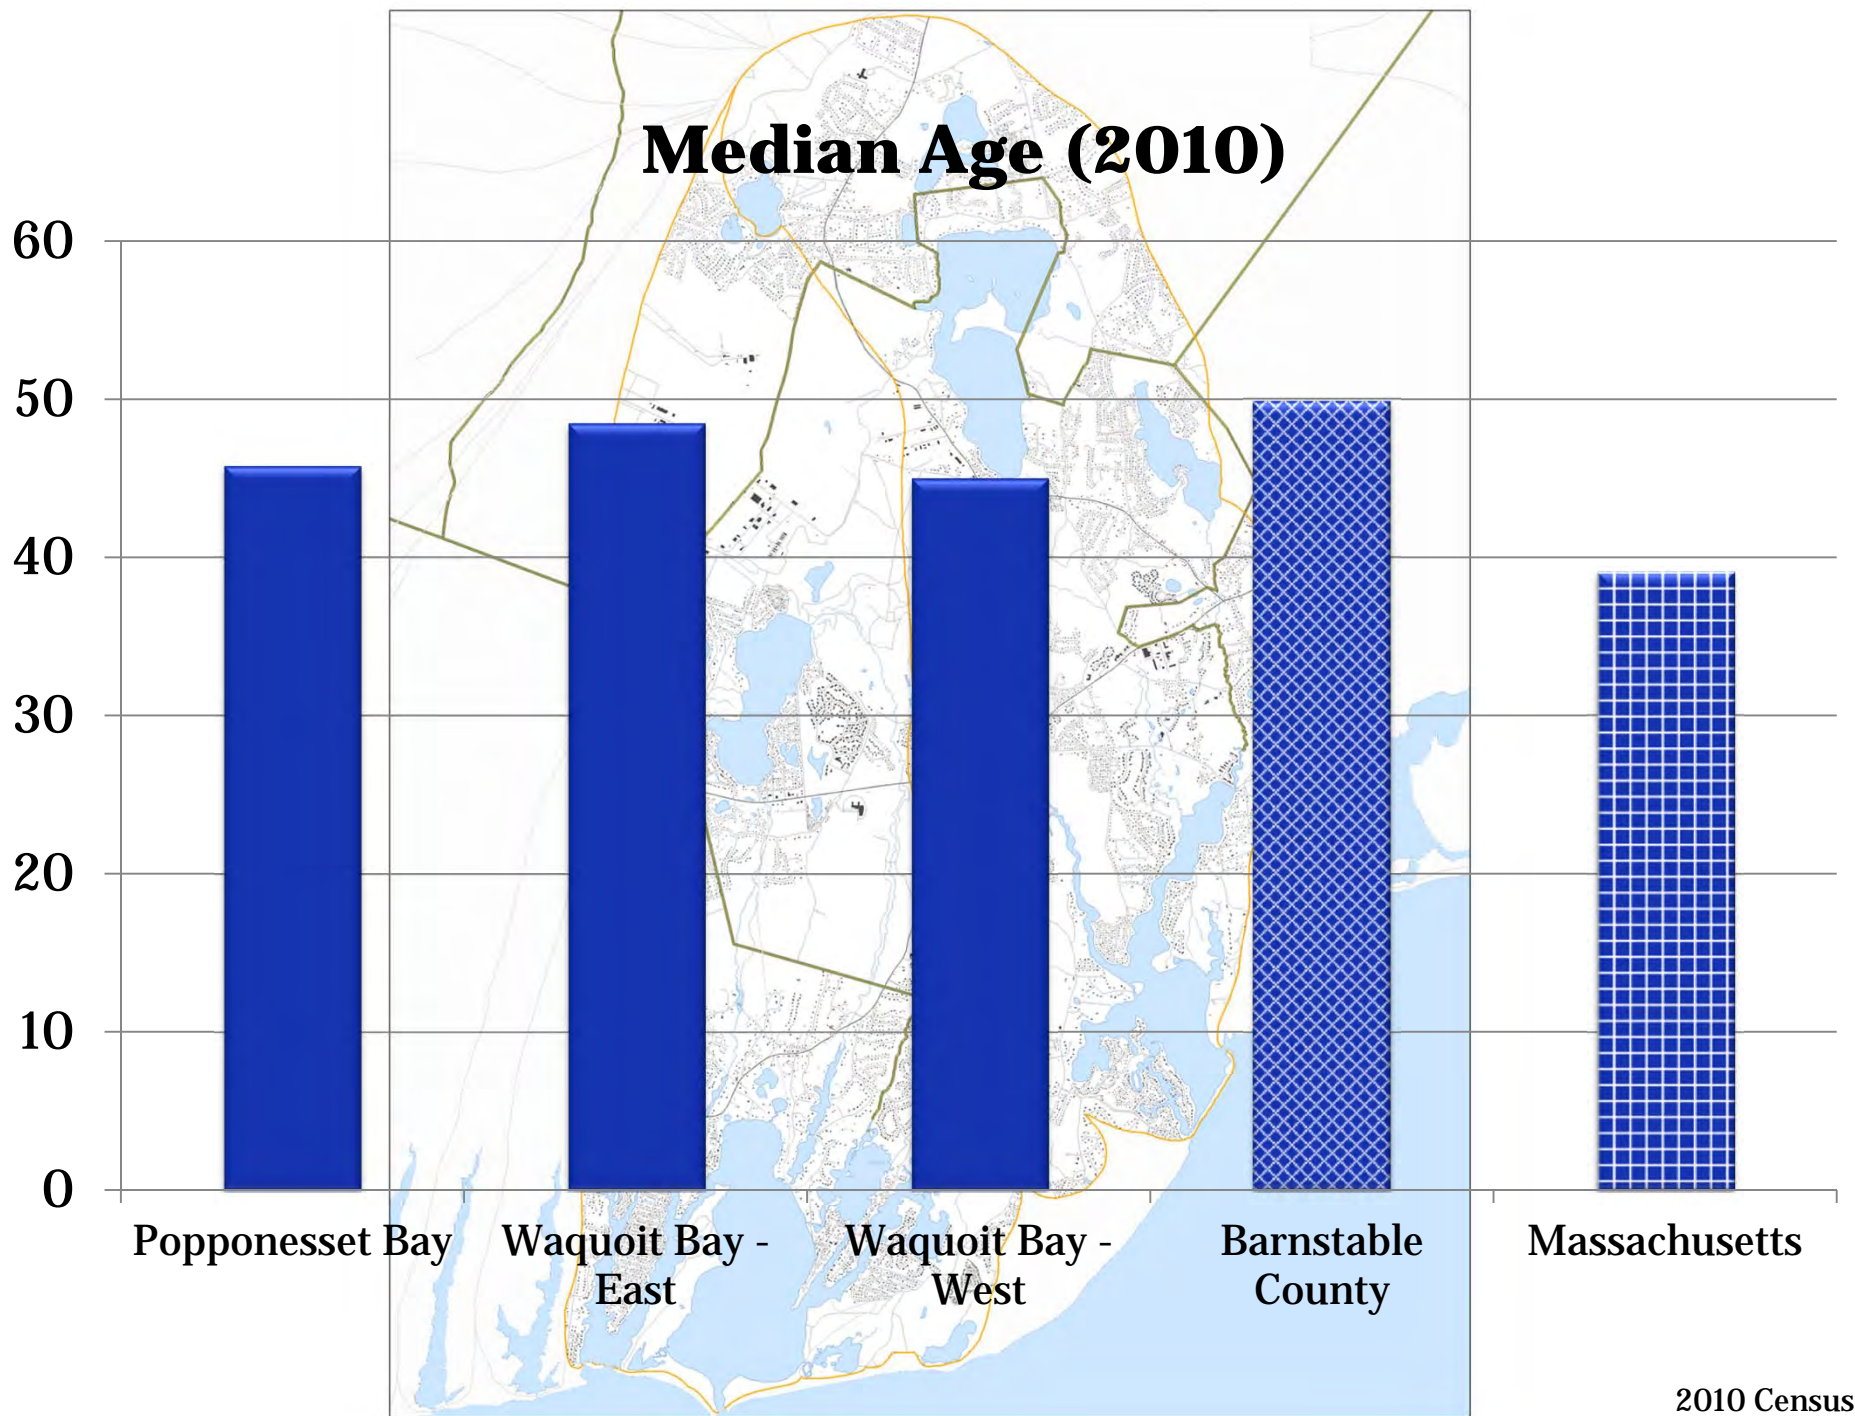 Median Age (2010)
60
50
40
30
20
10
0
Popponesset Bay
Waquoit Bay -
East
Waquoit Bay -
West
Barnstable
County
Massachusetts
2010 Census